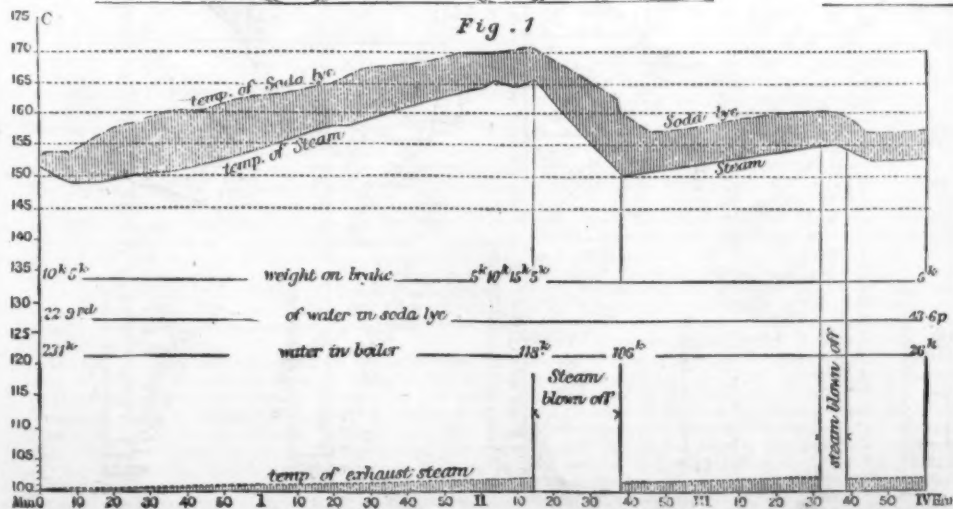 Fig. 1
175 C
170
165
160
155
150
145
140
135
130
125
120
115
110
105
100
temp. of Soda lye
temp. of Steam
Soda lye
Steam
10k 5k weight on brake 5k 10k 15k 5k 5k
22·9 pd of water in soda lye 43·6 p
231k water in boiler 118k 106k 26k
Steam
blown off
steam blown off
temp. of exhaust steam
Min 0 10 20 30 40 50 I 10 20 30 40 50 II 10 20 30 40 50 III 10 20 30 40 50 IV